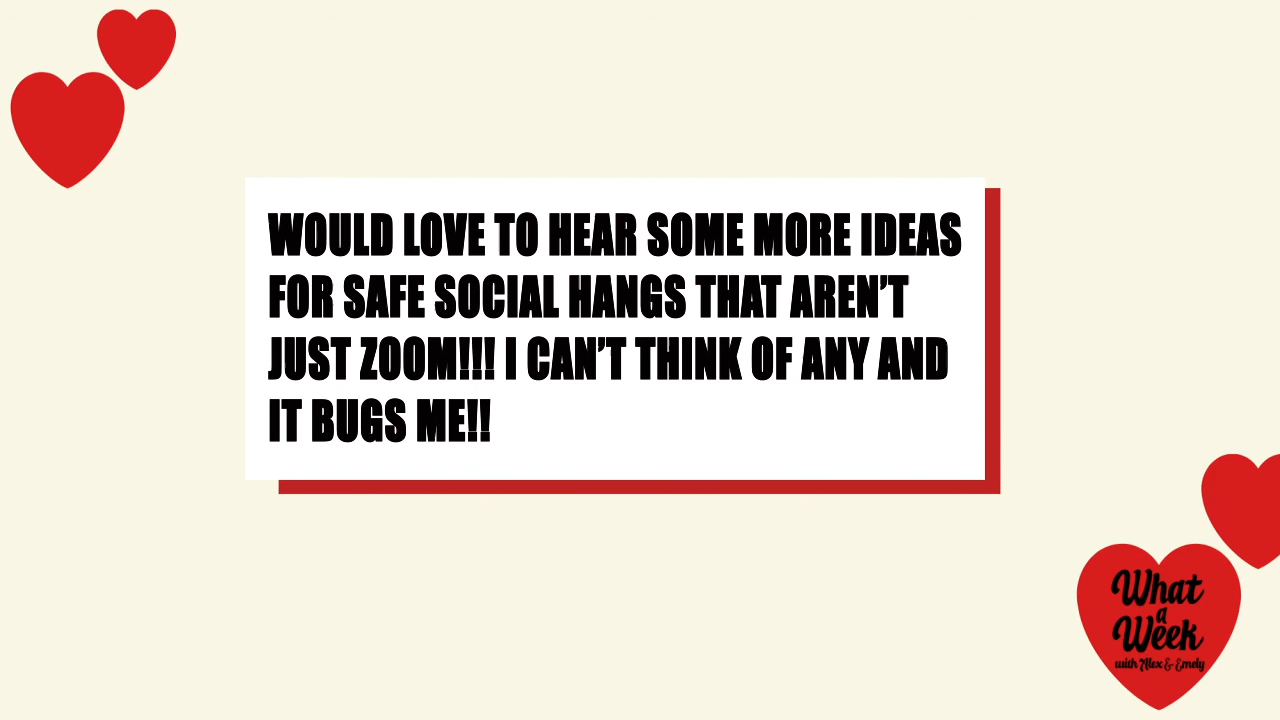 WOULD LOVE TO HEAR SOME MORE IDEAS
FOR SAFE SOCIAL HANGS THAT AREN'T
JUST ZOOM!!! I CAN'T THINK OF ANY AND
IT BUGS ME!!
What
a
Week
with Alex & Emely